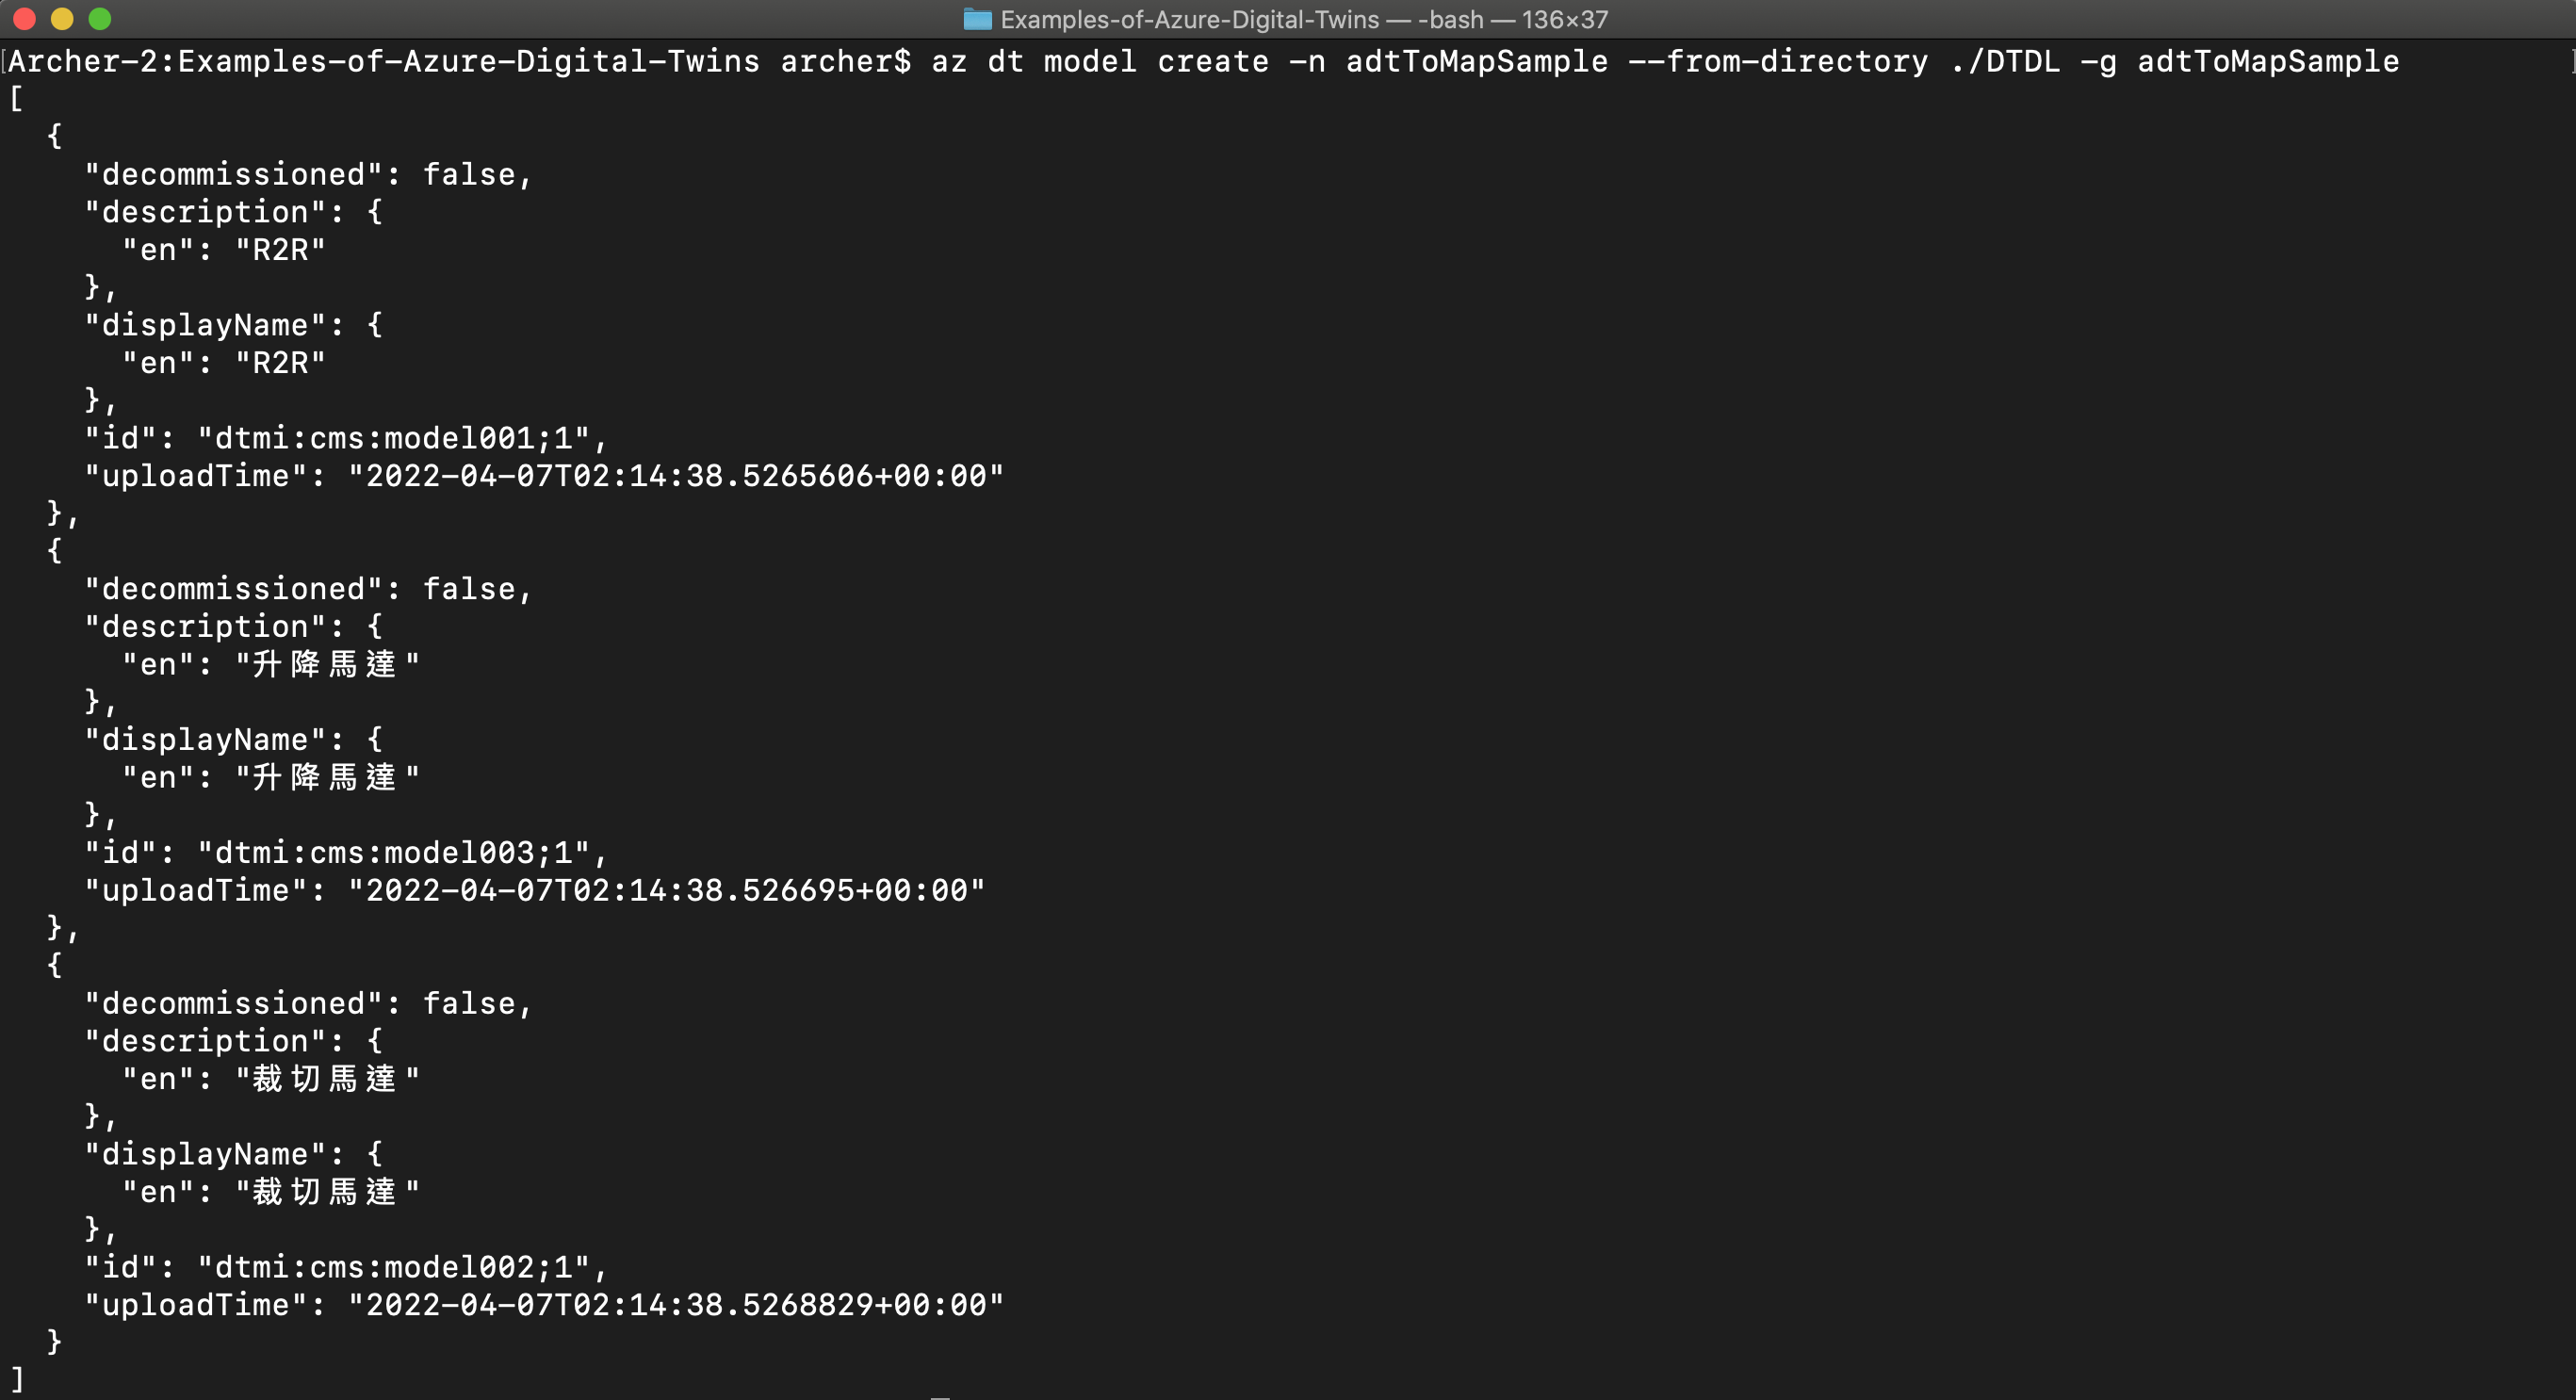 Examples-of-Azure-Digital-Twins — -bash — 136×37
[Archer-2:Examples-of-Azure-Digital-Twins archer$ az dt model create -n adtToMapSample --from-directory ./DTDL -g adtToMapSample ]
[
  {
    "decommissioned": false,
    "description": {
      "en": "R2R"
    },
    "displayName": {
      "en": "R2R"
    },
    "id": "dtmi:cms:model001;1",
    "uploadTime": "2022-04-07T02:14:38.5265606+00:00"
  },
  {
    "decommissioned": false,
    "description": {
      "en": "升降馬達"
    },
    "displayName": {
      "en": "升降馬達"
    },
    "id": "dtmi:cms:model003;1",
    "uploadTime": "2022-04-07T02:14:38.526695+00:00"
  },
  {
    "decommissioned": false,
    "description": {
      "en": "裁切馬達"
    },
    "displayName": {
      "en": "裁切馬達"
    },
    "id": "dtmi:cms:model002;1",
    "uploadTime": "2022-04-07T02:14:38.5268829+00:00"
  }
]